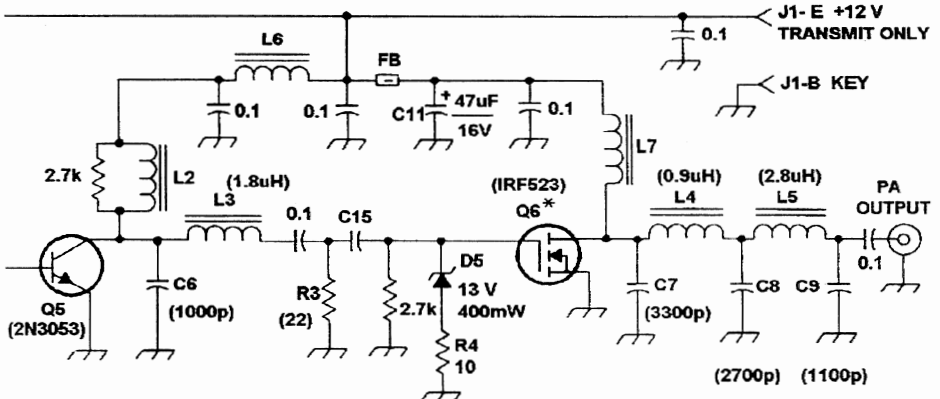 J1- E +12 V
TRANSMIT ONLY
0.1
L6
FB
J1-B KEY
0.1
0.1
C11
+
47uF
16V
0.1
L7
2.7k
L2
(1.8uH)
L3
0.1
C15
(IRF523)
Q6*
(0.9uH)
L4
(2.8uH)
L5
PA
OUTPUT
0.1
Q5
(2N3053)
C6
(1000p)
R3
(22)
2.7k
D5
13 V
400mW
R4
10
C7
(3300p)
C8
(2700p)
C9
(1100p)